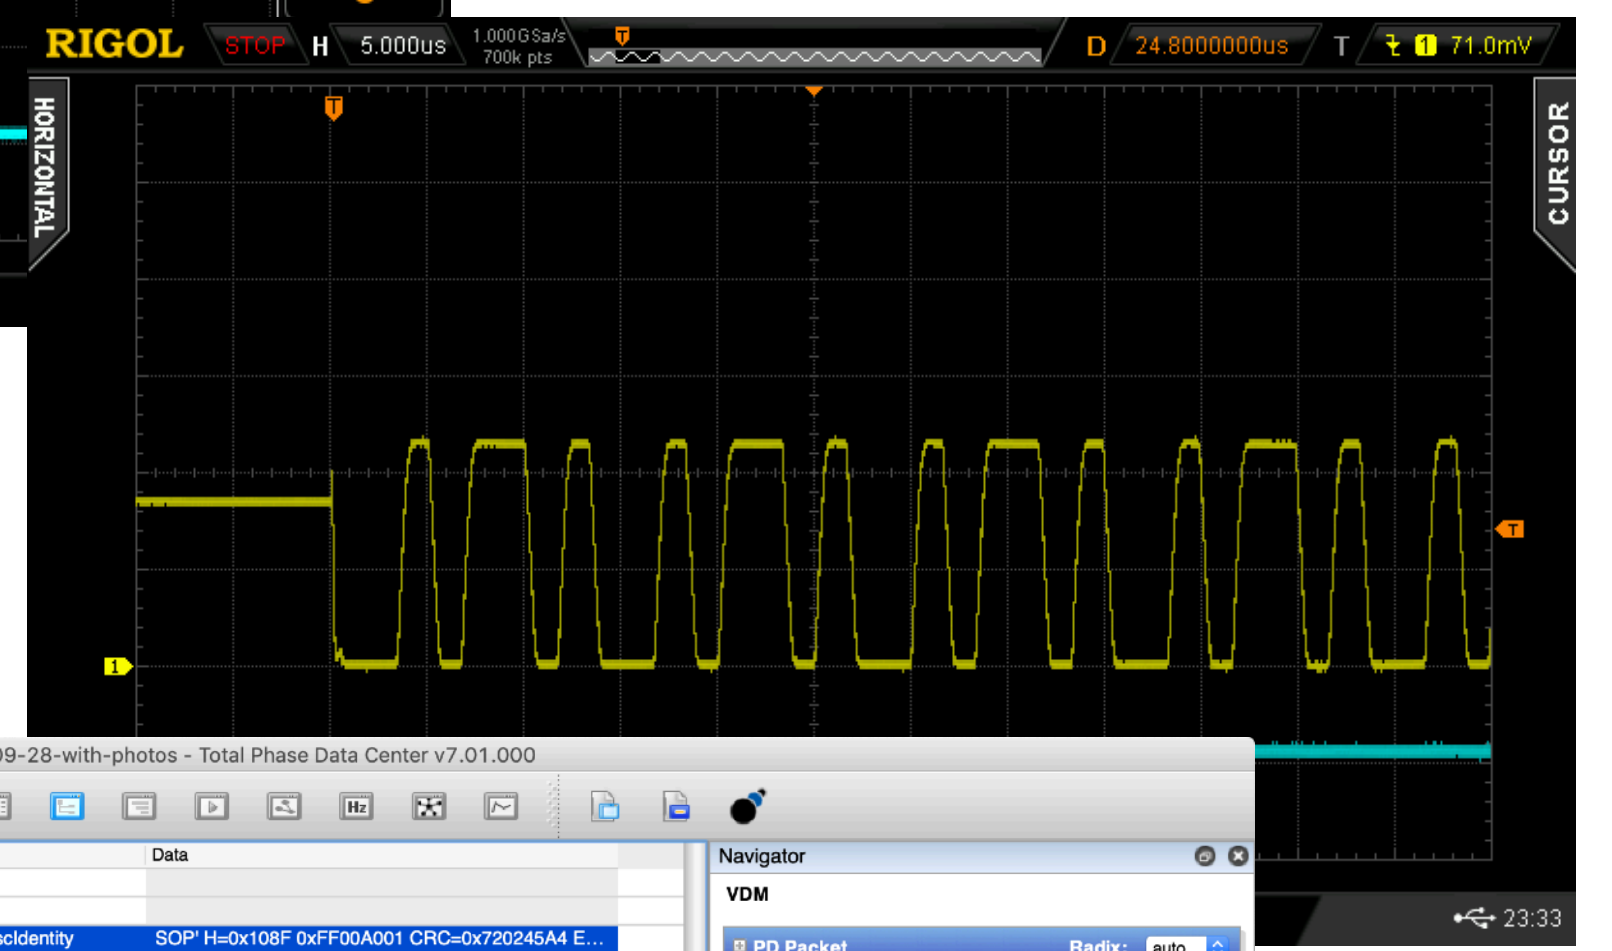 RIGOL STOP H 5.000us 1.000GSa/s D 24.8000000us T 1 71.0mV
700k pts
T
T
HORIZONTAL
CURSOR
T
1
09-28-with-photos - Total Phase Data Center v7.01.000
Hz
Data
Navigator
VDM
scIdentity SOP' H=0x108F 0xFF00A001 CRC=0x720245A4 E...
PD Packet Radix: auto
23:33